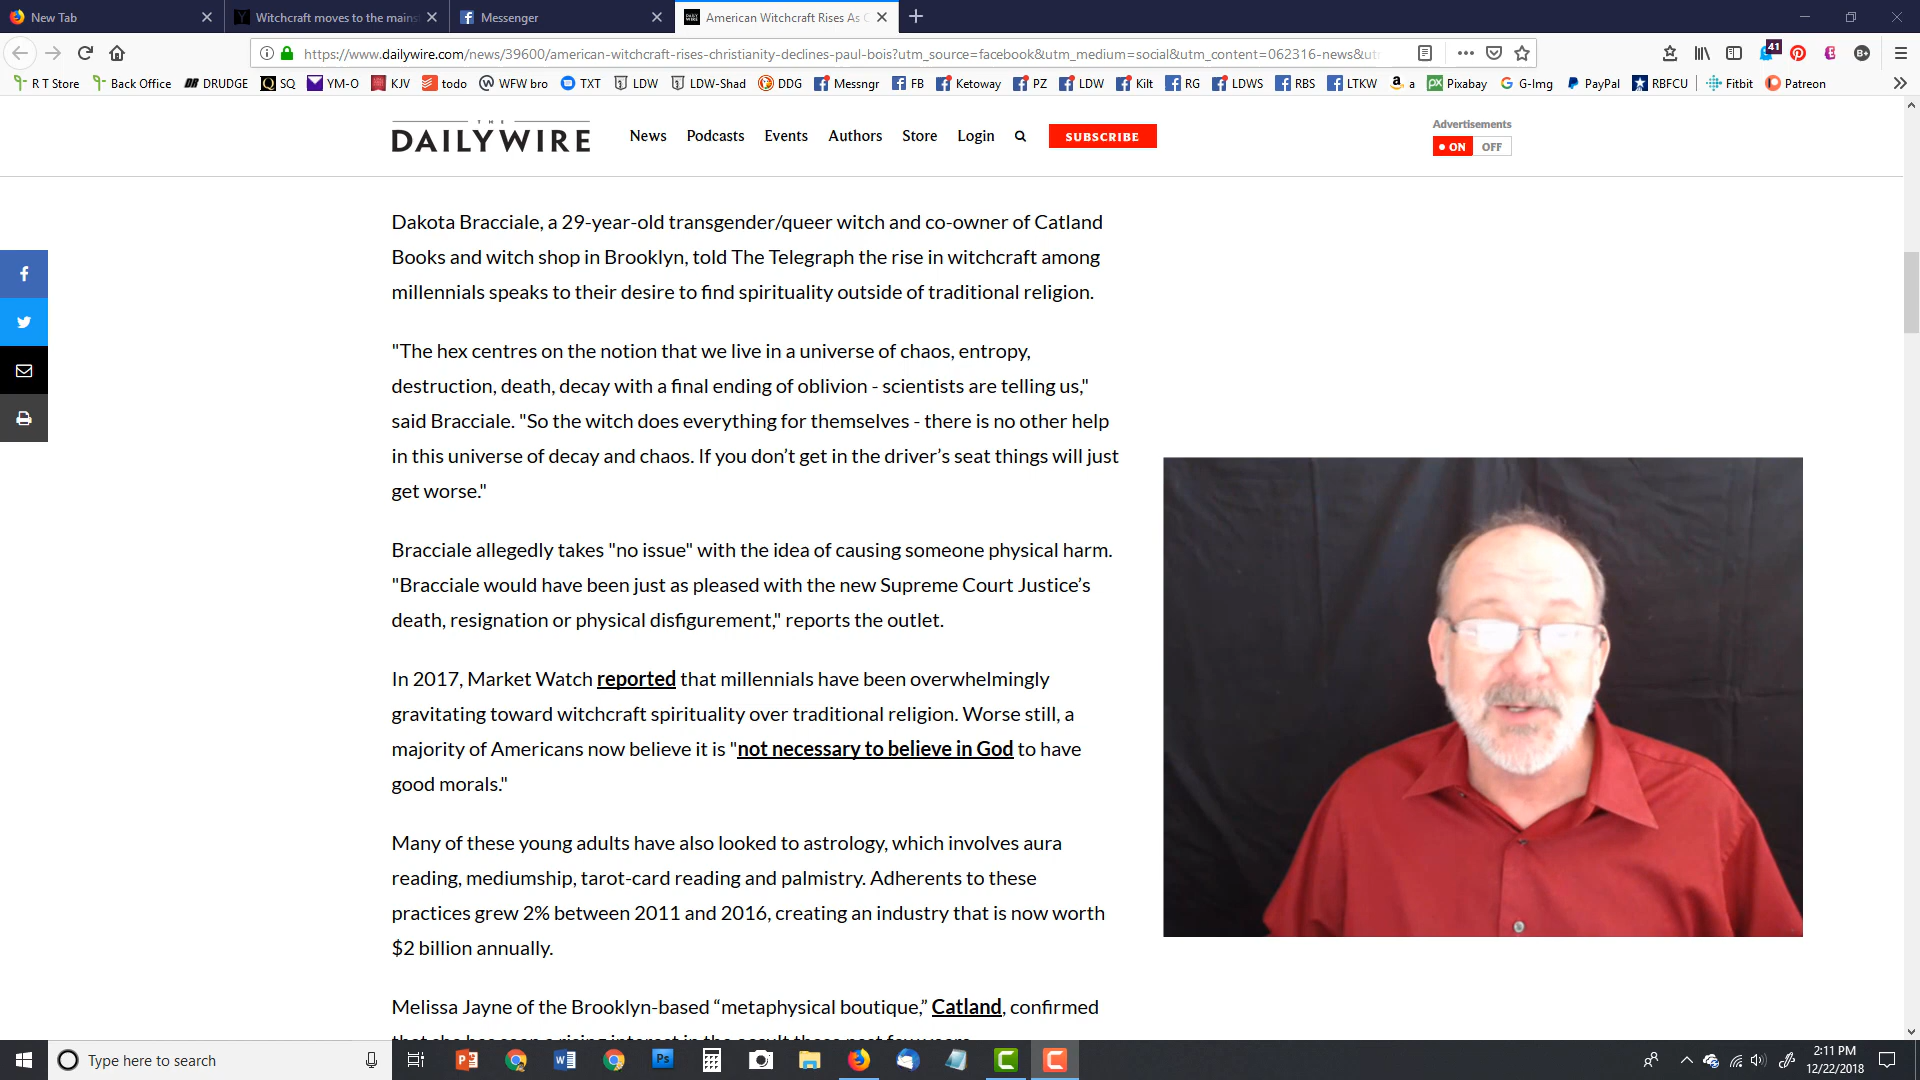 New Tab
Witchcraft moves to the mains
Messenger
American Witchcraft Rises As C
https://www.dailywire.com/news/39600/american-witchcraft-rises-christianity-declines-paul-bois?utm_source=facebook&utm_medium=social&utm_content=062316-news&ut
41
R T Store Back Office DRUDGE SQ YM-O KJV todo WFW bro TXT LDW LDW-Shad DDG Messngr FB Ketoway PZ LDW Kilt RG LDWS RBS LTKW a Pixabay G-Img PayPal RBFCU Fitbit Patreon
THE
DAILYWIRE
News Podcasts Events Authors Store Login SUBSCRIBE
Advertisements
ON OFF
Dakota Bracciale, a 29-year-old transgender/queer witch and co-owner of Catland
Books and witch shop in Brooklyn, told The Telegraph the rise in witchcraft among
millennials speaks to their desire to find spirituality outside of traditional religion.
"The hex centres on the notion that we live in a universe of chaos, entropy,
destruction, death, decay with a final ending of oblivion - scientists are telling us,"
said Bracciale. "So the witch does everything for themselves - there is no other help
in this universe of decay and chaos. If you don’t get in the driver’s seat things will just
get worse."
Bracciale allegedly takes "no issue" with the idea of causing someone physical harm.
"Bracciale would have been just as pleased with the new Supreme Court Justice’s
death, resignation or physical disfigurement," reports the outlet.
In 2017, Market Watch reported that millennials have been overwhelmingly
gravitating toward witchcraft spirituality over traditional religion. Worse still, a
majority of Americans now believe it is "not necessary to believe in God to have
good morals."
Many of these young adults have also looked to astrology, which involves aura
reading, mediumship, tarot-card reading and palmistry. Adherents to these
practices grew 2% between 2011 and 2016, creating an industry that is now worth
$2 billion annually.
Melissa Jayne of the Brooklyn-based “metaphysical boutique,” Catland, confirmed
that she has seen a rising interest in the occult these past few years.
Type here to search
2:11 PM
12/22/2018